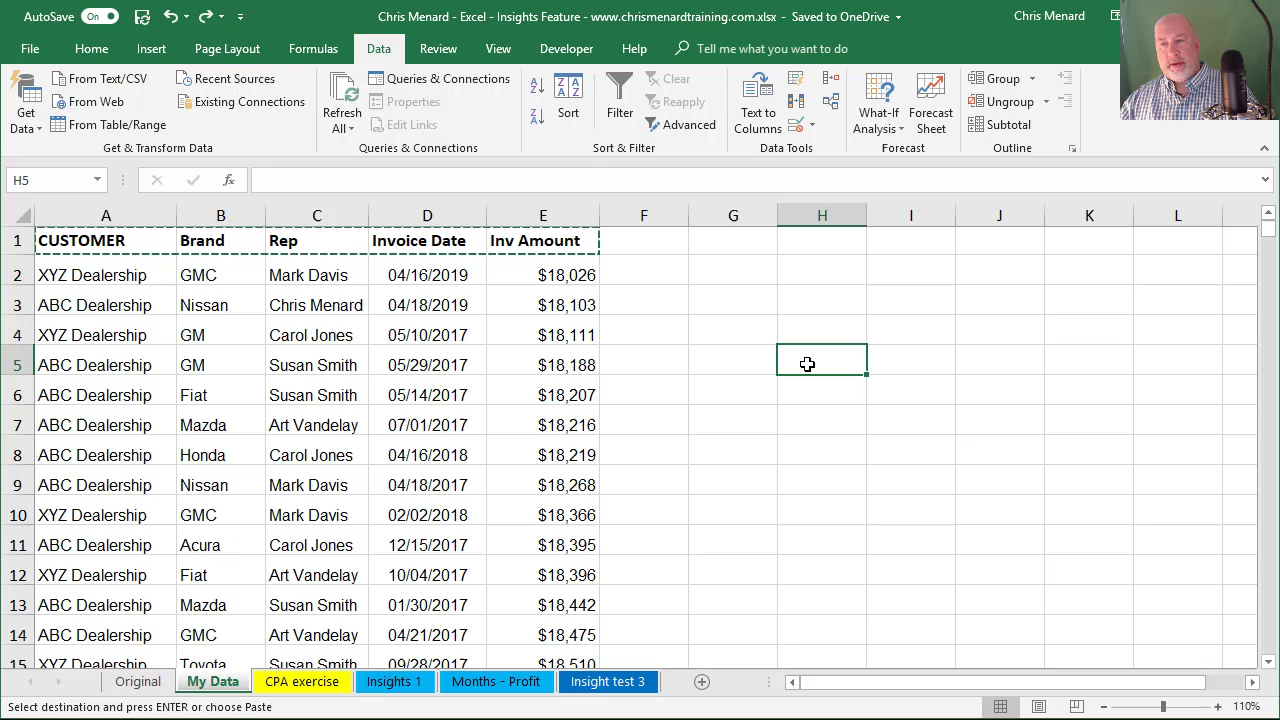 AutoSave On Chris Menard - Excel - Insights Feature - www.chrismenardtraining.com.xlsx - Saved to OneDrive Chris Menard
File Home Insert Page Layout Formulas Data Review View Developer Help Tell me what you want to do
Get Data
From Text/CSV
From Web
From Table/Range
Recent Sources
Existing Connections
Get & Transform Data
Refresh All
Queries & Connections
Properties
Edit Links
Queries & Connections
Sort
Filter
Clear
Reapply
Advanced
Sort & Filter
Text to Columns
Data Tools
What-If Analysis
Forecast Sheet
Forecast
Group
Ungroup
Subtotal
Outline
H5 fx
A B C D E F G H I J K L
1 CUSTOMER Brand Rep Invoice Date Inv Amount
2 XYZ Dealership GMC Mark Davis 04/16/2019 $18,026
3 ABC Dealership Nissan Chris Menard 04/18/2019 $18,103
4 XYZ Dealership GM Carol Jones 05/10/2017 $18,111
5 ABC Dealership GM Susan Smith 05/29/2017 $18,188
6 ABC Dealership Fiat Susan Smith 05/14/2017 $18,207
7 ABC Dealership Mazda Art Vandelay 07/01/2017 $18,216
8 ABC Dealership Honda Carol Jones 04/16/2018 $18,219
9 ABC Dealership Nissan Mark Davis 04/18/2017 $18,268
10 XYZ Dealership GMC Mark Davis 02/02/2018 $18,366
11 ABC Dealership Acura Carol Jones 12/15/2017 $18,395
12 XYZ Dealership Fiat Art Vandelay 10/04/2017 $18,396
13 ABC Dealership Mazda Susan Smith 01/30/2017 $18,442
14 ABC Dealership GMC Art Vandelay 04/21/2017 $18,475
15 XYZ Dealership Toyota Susan Smith 09/28/2017 $18,510
Original My Data CPA exercise Insights 1 Months - Profit Insight test 3
Select destination and press ENTER or choose Paste 110%